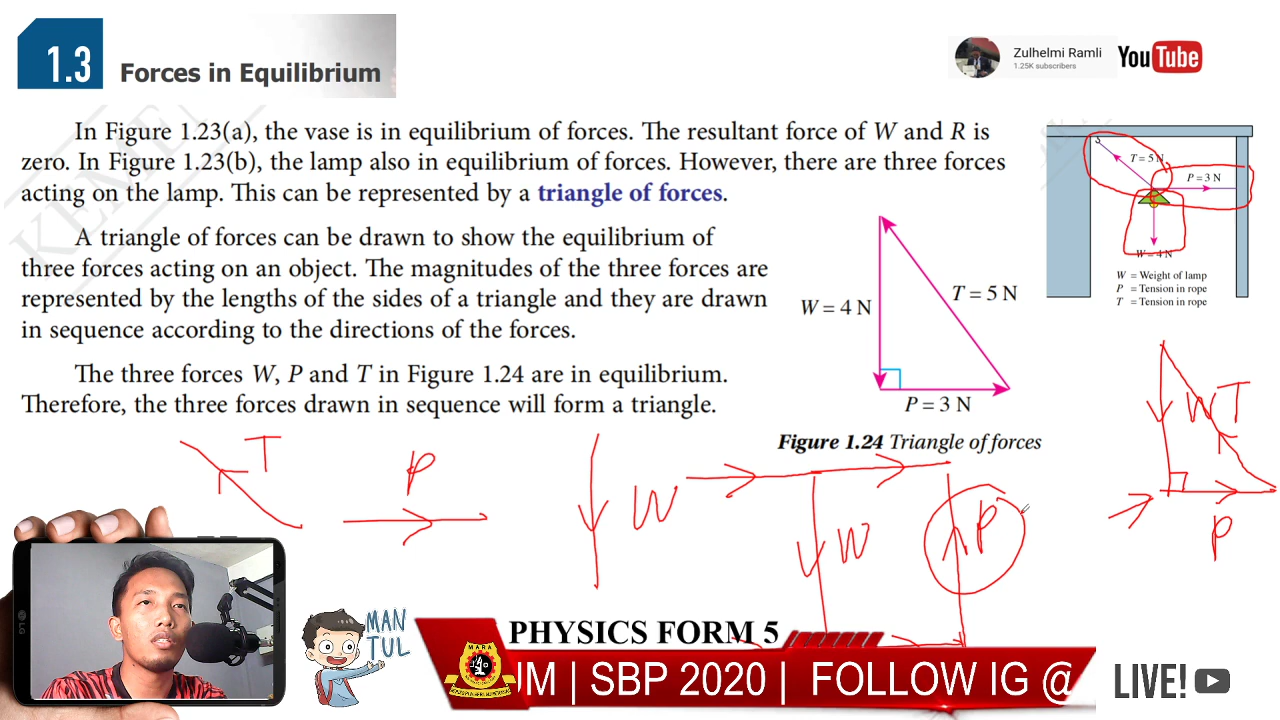 1.3
Forces in Equilibrium
Zulhelmi Ramli
1.25K subscribers
YouTube
In Figure 1.23(a), the vase is in equilibrium of forces. The resultant force of W and R is
zero. In Figure 1.23(b), the lamp also in equilibrium of forces. However, there are three forces
acting on the lamp. This can be represented by a triangle of forces.
A triangle of forces can be drawn to show the equilibrium of
three forces acting on an object. The magnitudes of the three forces are
represented by the lengths of the sides of a triangle and they are drawn
in sequence according to the directions of the forces.
The three forces W, P and T in Figure 1.24 are in equilibrium.
Therefore, the three forces drawn in sequence will form a triangle.
S
T = 5 N
P = 3 N
W = 4 N
W = Weight of lamp
P = Tension in rope
T = Tension in rope
W = 4 N
T = 5 N
P = 3 N
Figure 1.24 Triangle of forces
T
P
W
W
P
W
T
P
LG
MAN
TUL
MARA
PHYSICS FORM 5
JM | SBP 2020 | FOLLOW IG @
LIVE!